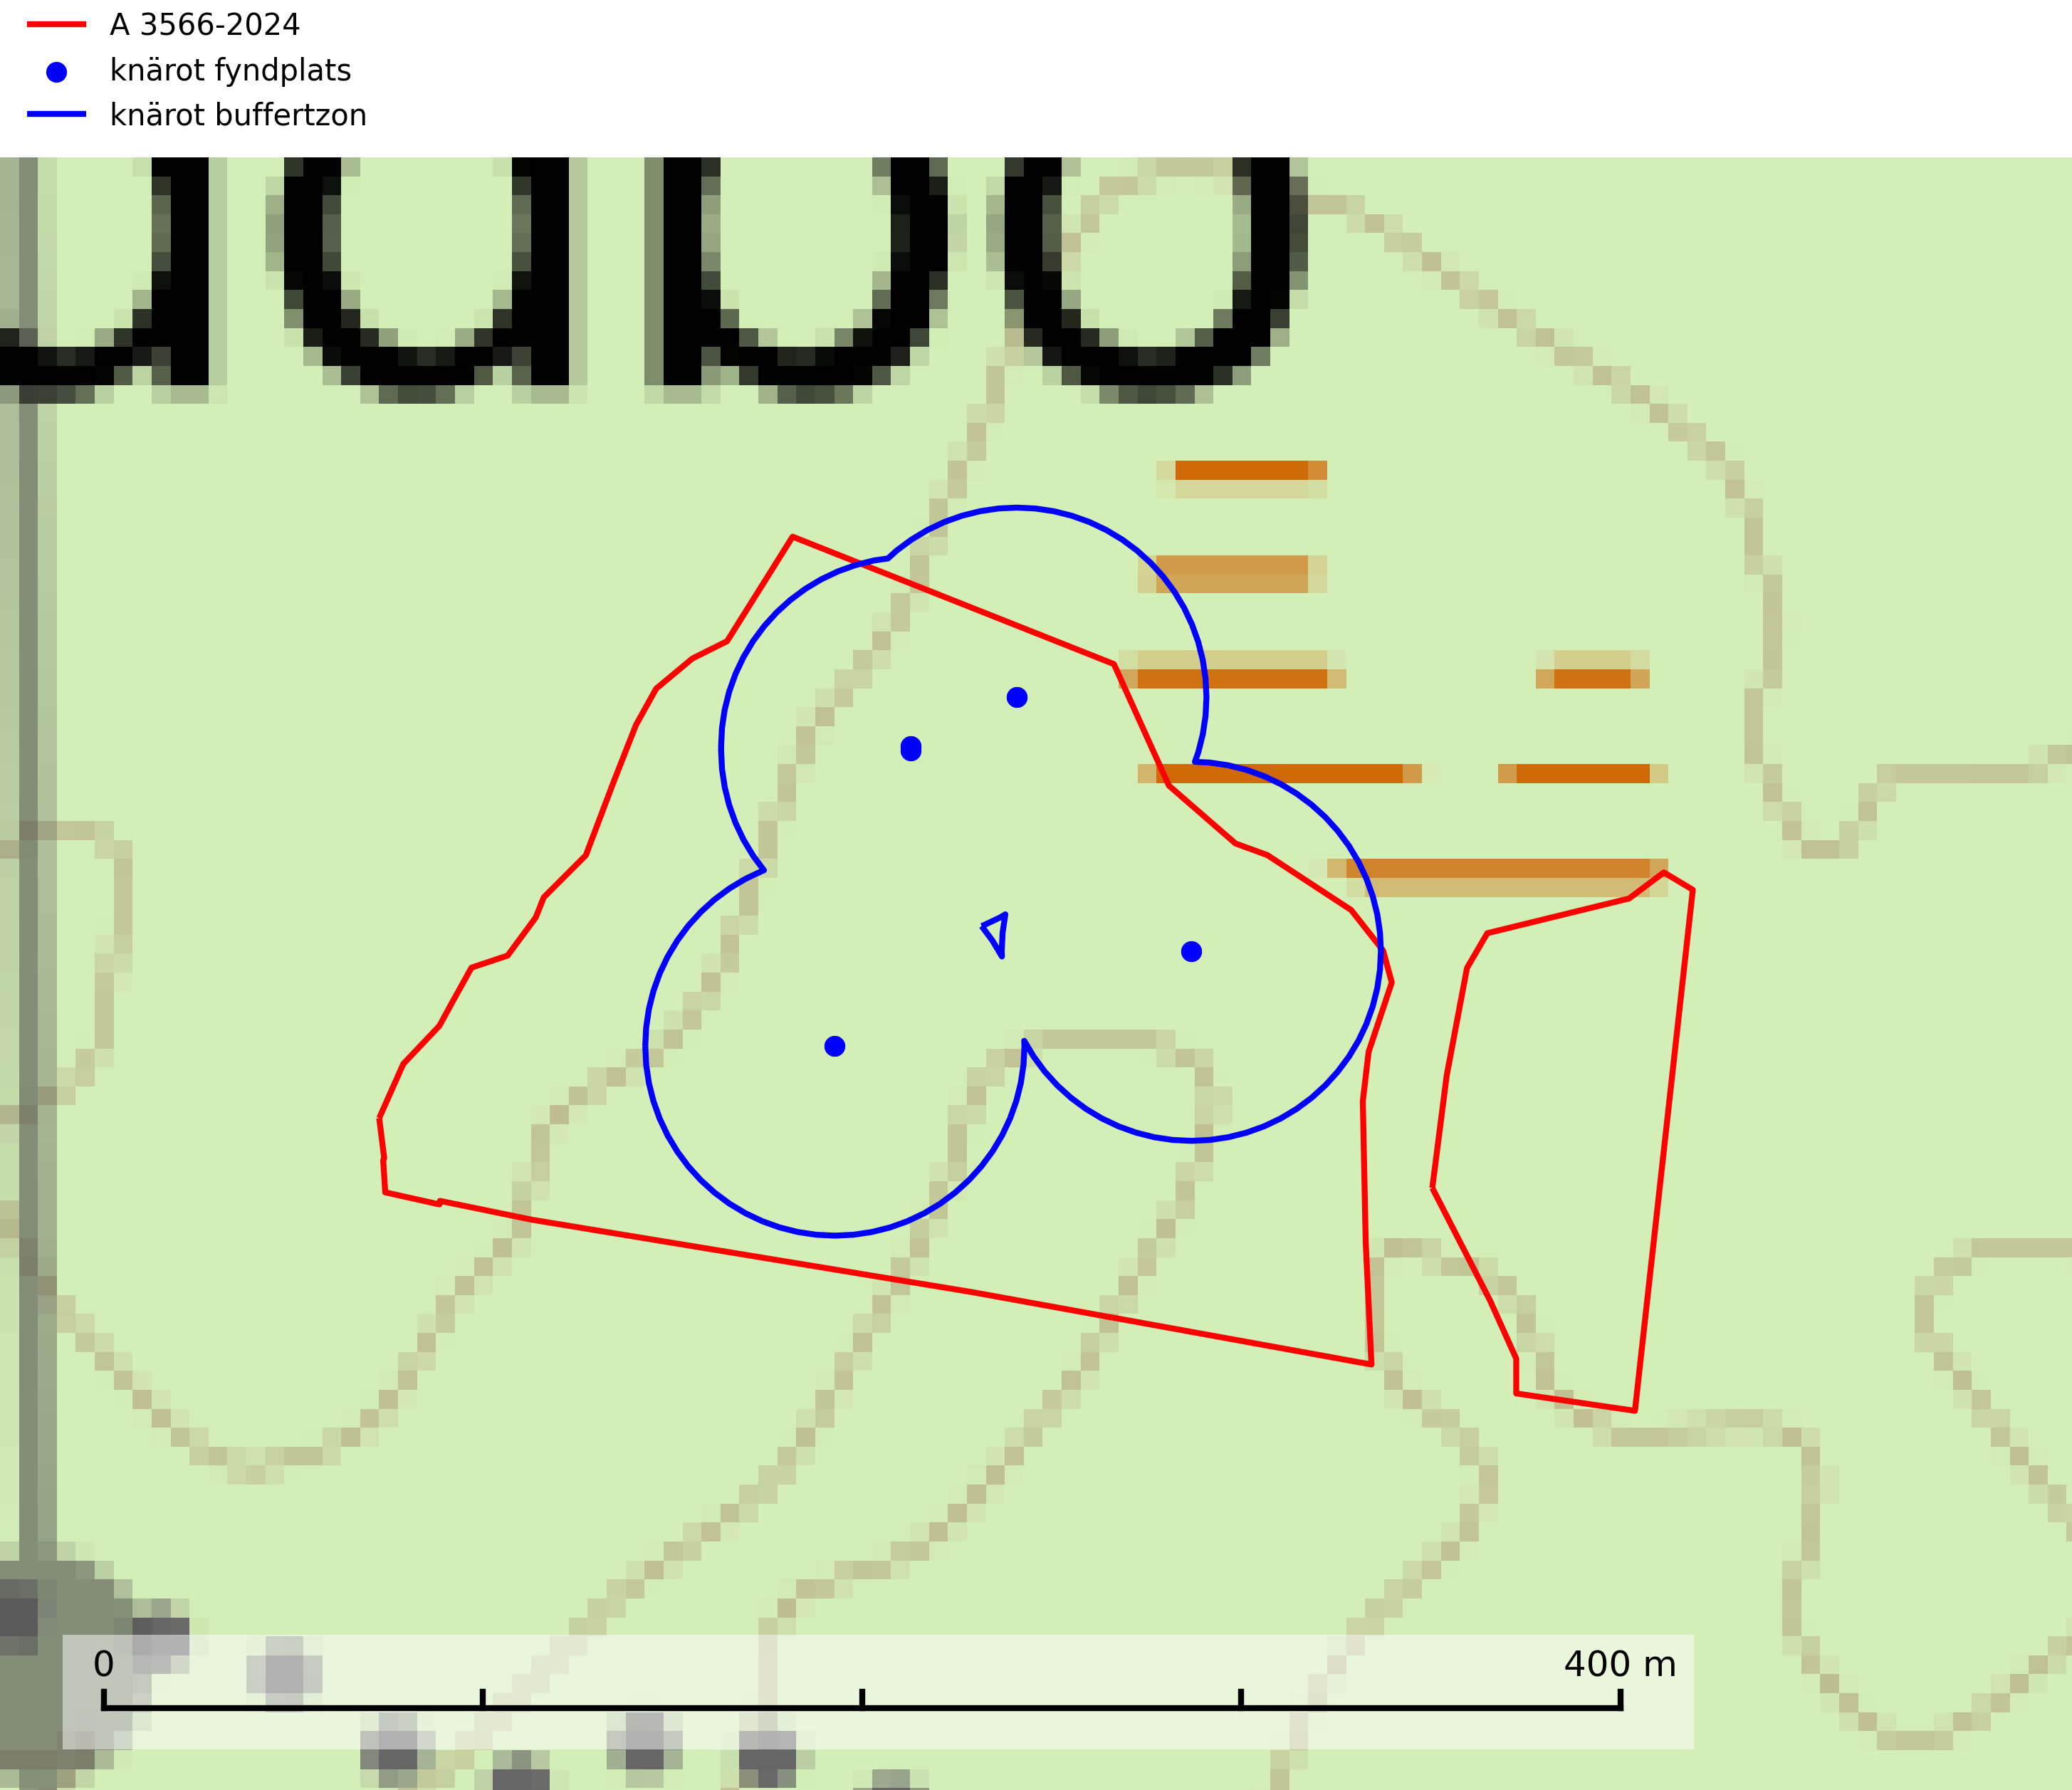 A 3566-2024
knärot fyndplats
knärot buffertzon
0
400 m